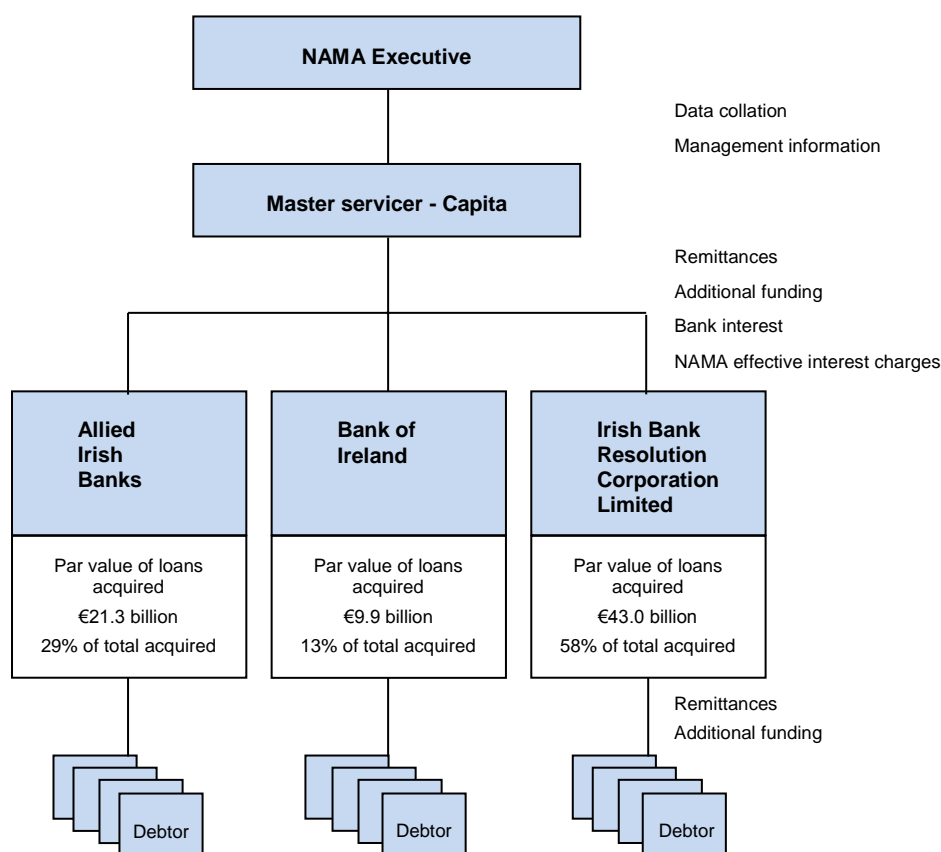 NAMA Executive
Data collation
Management information
Master servicer - Capita
Remittances
Additional funding
Bank interest
NAMA effective interest charges
Allied
Irish
Banks
Bank of
Ireland
Irish Bank
Resolution
Corporation
Limited
Par value of loans
acquired
€21.3 billion
29% of total acquired
Par value of loans
acquired
€9.9 billion
13% of total acquired
Par value of loans
acquired
€43.0 billion
58% of total acquired
Remittances
Additional funding
Debtor
Debtor
Debtor